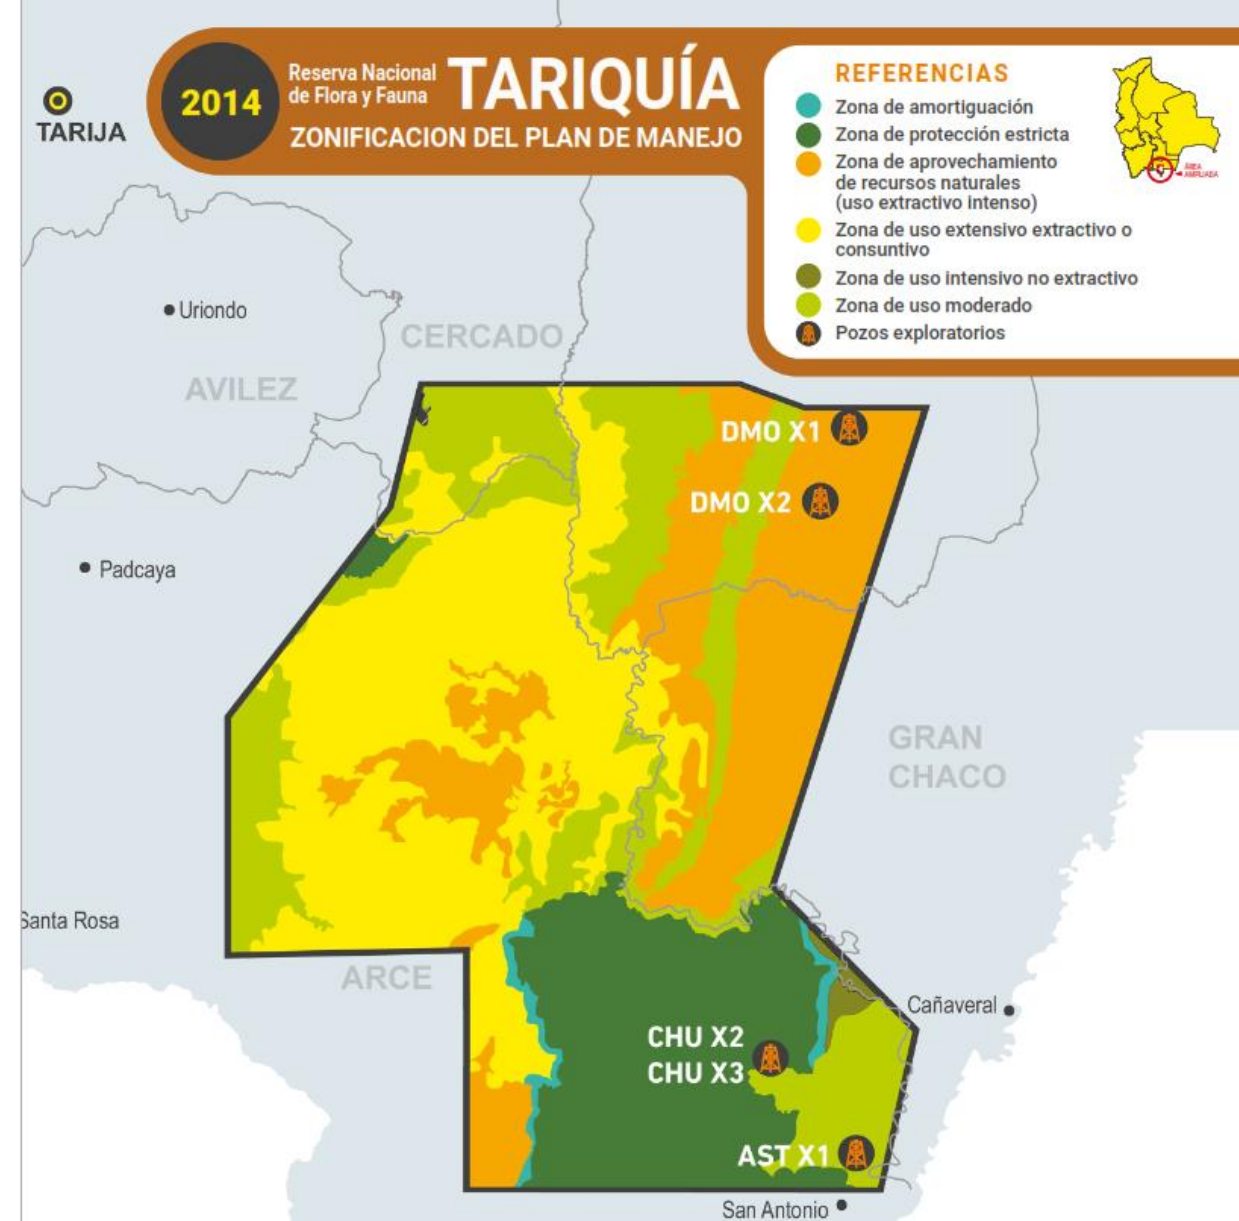 TARIJA
2014
Reserva Nacional
de Flora y Fauna
TARIQUÍA
ZONIFICACION DEL PLAN DE MANEJO
REFERENCIAS
Zona de amortiguación
Zona de protección estricta
Zona de aprovechamiento
de recursos naturales
(uso extractivo intenso)
Zona de uso extensivo extractivo o
consuntivo
Zona de uso intensivo no extractivo
Zona de uso moderado
Pozos exploratorios
ÁREA
AMPLIADA
Uriondo
CERCADO
AVILEZ
DMO X1
DMO X2
Padcaya
GRAN
CHACO
Santa Rosa
ARCE
Cañaveral
CHU X2
CHU X3
AST X1
San Antonio